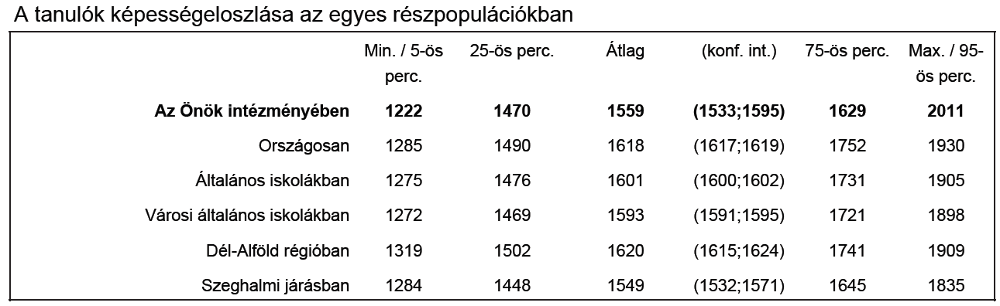 A tanulók képességeloszlása az egyes részpopulációkban
Min. / 5-ös perc. 25-ös perc. Átlag (konf. int.) 75-ös perc. Max. / 95-ös perc.
Az Önök intézményében 1222 1470 1559 (1533;1595) 1629 2011
Országosan 1285 1490 1618 (1617;1619) 1752 1930
Általános iskolákban 1275 1476 1601 (1600;1602) 1731 1905
Városi általános iskolákban 1272 1469 1593 (1591;1595) 1721 1898
Dél-Alföld régióban 1319 1502 1620 (1615;1624) 1741 1909
Szeghalmi járásban 1284 1448 1549 (1532;1571) 1645 1835